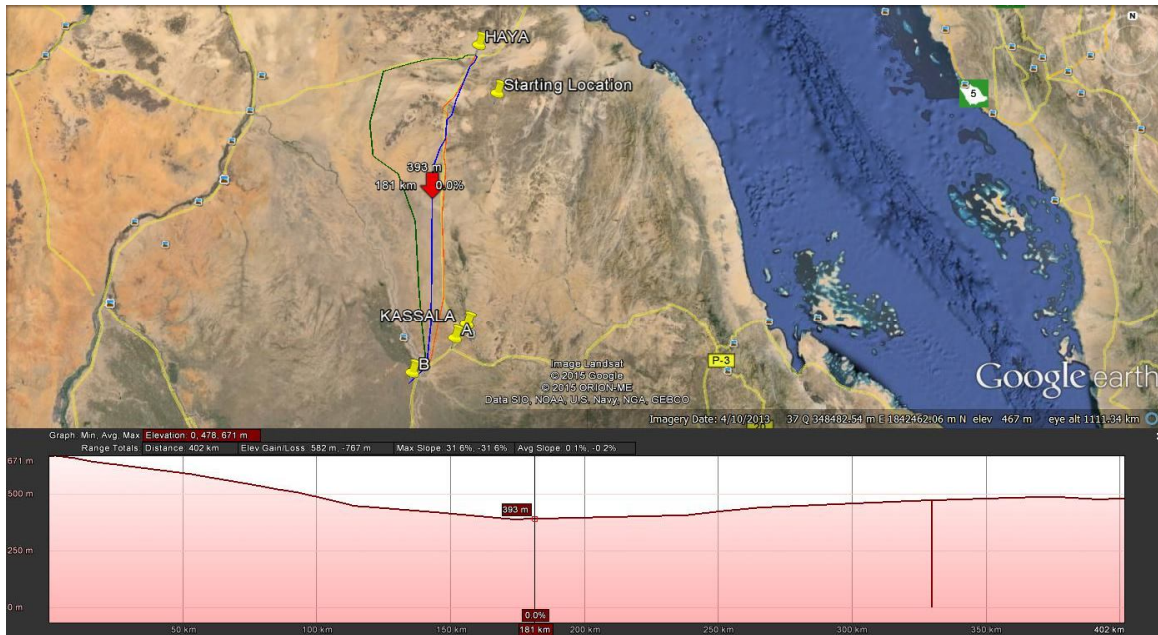 N
HAYA
Starting Location
5
393 m
181 km 0.0%
KASSALA
A
B
P-3
Image Landsat
© 2015 Google
© 2015 ORION-ME
Data SIO, NOAA, U.S. Navy, NGA, GEBCO
Google earth
Imagery Date: 4/10/2013 37 Q 348482.54 m E 1842462.06 m N elev 467 m eye alt 1111.34 km
20
Graph: Min, Avg, Max Elevation: 0, 478, 671 m
Range Totals: Distance: 402 km Elev Gain/Loss: 582 m, -767 m Max Slope: 31.6%, -31.6% Avg Slope: 0.1%, -0.2%
671 m
500 m
393 m
250 m
0 m
0.0%
50 km 100 km 150 km 181 km 200 km 250 km 300 km 350 km 402 km